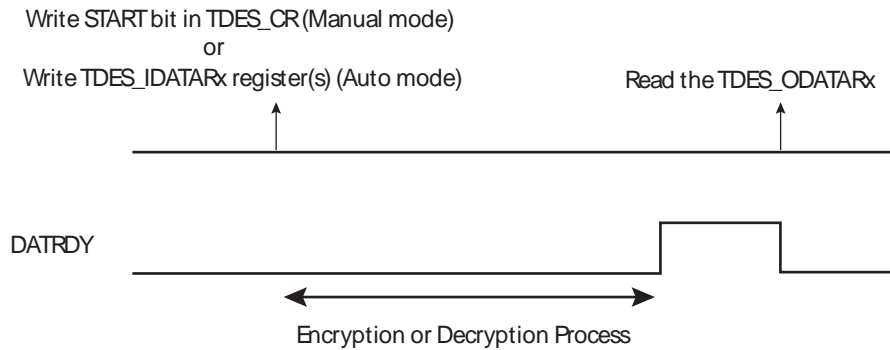 Write START bit in TDES_CR (Manual mode)
or
Write TDES_IDATARx register(s) (Auto mode)
Read the TDES_ODATARx
DATRDY
Encryption or Decryption Process